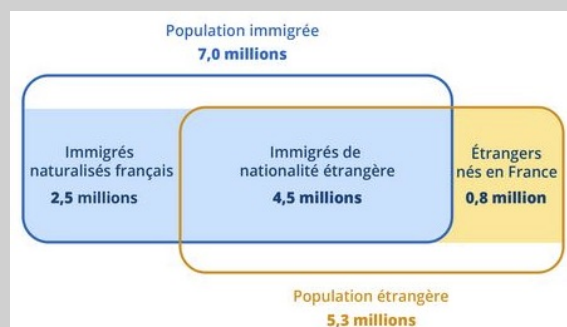 Population immigrée
7,0 millions
Immigrés
naturalisés français
2,5 millions
Immigrés de
nationalité étrangère
4,5 millions
Étrangers
nés en France
0,8 million
Population étrangère
5,3 millions